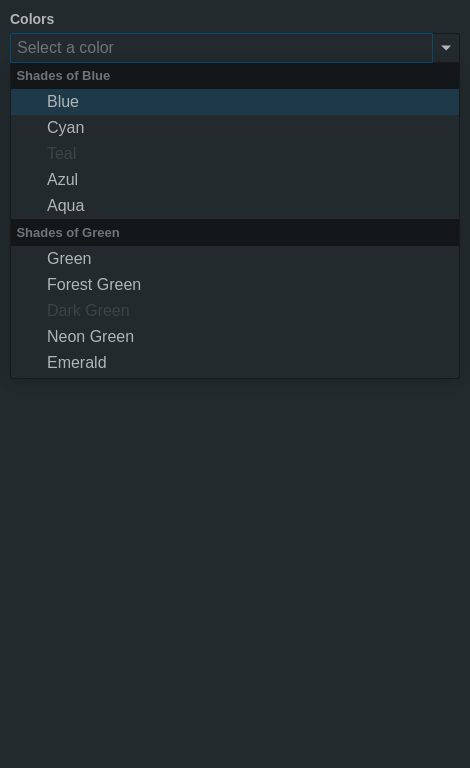 Colors
Select a color
Shades of Blue
Blue
Cyan
Teal
Azul
Aqua
Shades of Green
Green
Forest Green
Dark Green
Neon Green
Emerald